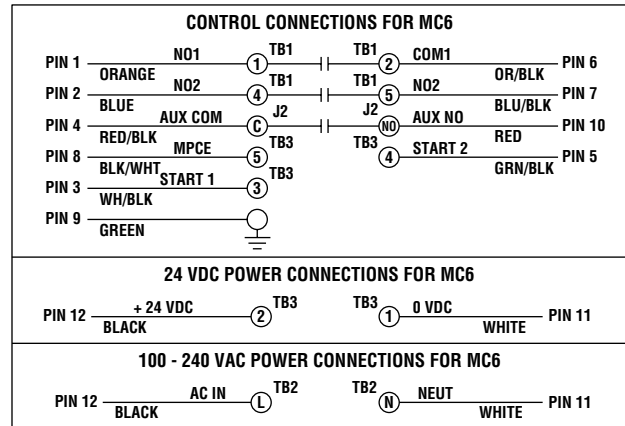 CONTROL CONNECTIONS FOR MC6
PIN 1 NO1 1 TB1 TB1 2 COM1 PIN 6
ORANGE OR/BLK
PIN 2 NO2 4 TB1 TB1 5 NO2 PIN 7
BLUE BLU/BLK
PIN 4 AUX COM C J2 J2 NO AUX NO PIN 10
RED/BLK RED
PIN 8 MPCE 5 TB3 TB3 4 START 2 PIN 5
BLK/WHT GRN/BLK
PIN 3 START 1 3 TB3
WH/BLK
PIN 9
GREEN
24 VDC POWER CONNECTIONS FOR MC6
PIN 12 + 24 VDC 2 TB3 TB3 1 0 VDC PIN 11
BLACK WHITE
100 - 240 VAC POWER CONNECTIONS FOR MC6
PIN 12 AC IN L TB2 TB2 N NEUT PIN 11
BLACK WHITE